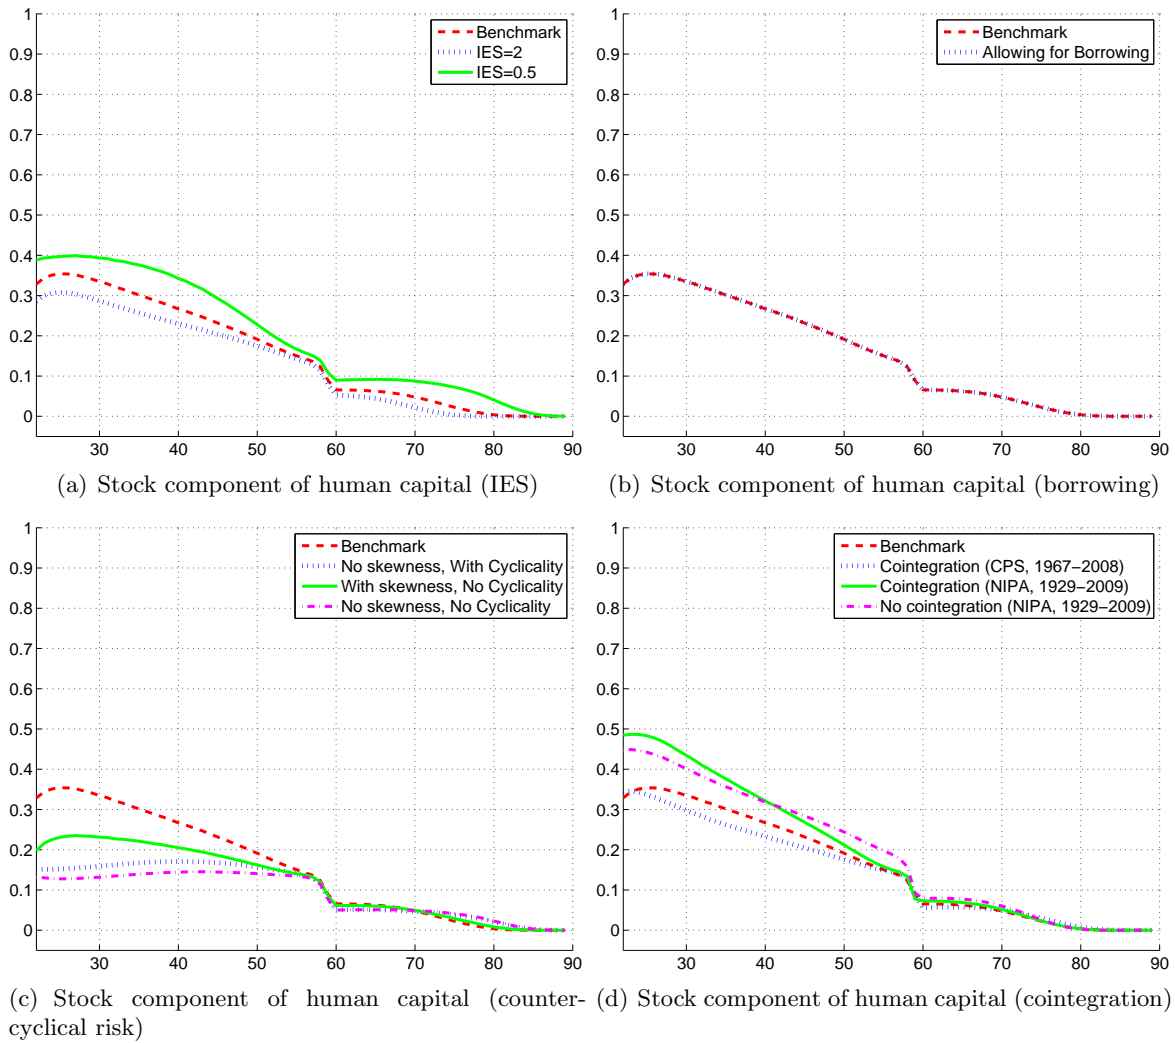 1
0.9
0.8
0.7
0.6
0.5
0.4
0.3
0.2
0.1
0
30 40 50 60 70 80 90
Benchmark
IES=2
IES=0.5
(a) Stock component of human capital (IES)
1
0.9
0.8
0.7
0.6
0.5
0.4
0.3
0.2
0.1
0
30 40 50 60 70 80 90
Benchmark
Allowing for Borrowing
(b) Stock component of human capital (borrowing)
1
0.9
0.8
0.7
0.6
0.5
0.4
0.3
0.2
0.1
0
30 40 50 60 70 80 90
Benchmark
No skewness, With Cyclicality
With skewness, No Cyclicality
No skewness, No Cyclicality
(c) Stock component of human capital (counter-
cyclical risk)
1
0.9
0.8
0.7
0.6
0.5
0.4
0.3
0.2
0.1
0
30 40 50 60 70 80 90
Benchmark
Cointegration (CPS, 1967−2008)
Cointegration (NIPA, 1929−2009)
No cointegration (NIPA, 1929−2009)
(d) Stock component of human capital (cointegration)